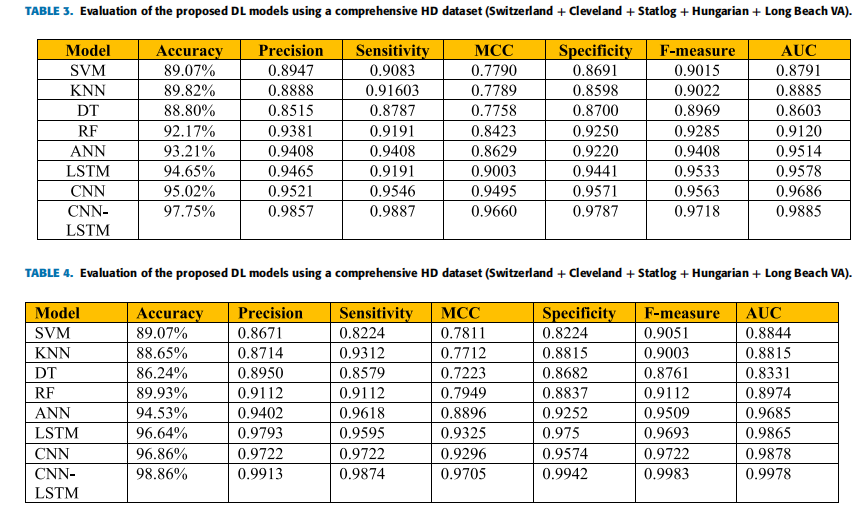 TABLE 3. Evaluation of the proposed DL models using a comprehensive HD dataset (Switzerland + Cleveland + Statlog + Hungarian + Long Beach VA).
Model Accuracy Precision Sensitivity MCC Specificity F-measure AUC
SVM 89.07% 0.8947 0.9083 0.7790 0.8691 0.9015 0.8791
KNN 89.82% 0.8888 0.91603 0.7789 0.8598 0.9022 0.8885
DT 88.80% 0.8515 0.8787 0.7758 0.8700 0.8969 0.8603
RF 92.17% 0.9381 0.9191 0.8423 0.9250 0.9285 0.9120
ANN 93.21% 0.9408 0.9408 0.8629 0.9220 0.9408 0.9514
LSTM 94.65% 0.9465 0.9191 0.9003 0.9441 0.9533 0.9578
CNN 95.02% 0.9521 0.9546 0.9495 0.9571 0.9563 0.9686
CNN- 97.75% 0.9857 0.9887 0.9660 0.9787 0.9718 0.9885
LSTM
TABLE 4. Evaluation of the proposed DL models using a comprehensive HD dataset (Switzerland + Cleveland + Statlog + Hungarian + Long Beach VA).
Model Accuracy Precision Sensitivity MCC Specificity F-measure AUC
SVM 89.07% 0.8671 0.8224 0.7811 0.8224 0.9051 0.8844
KNN 88.65% 0.8714 0.9312 0.7712 0.8815 0.9003 0.8815
DT 86.24% 0.8950 0.8579 0.7223 0.8682 0.8761 0.8331
RF 89.93% 0.9112 0.9112 0.7949 0.8837 0.9112 0.8974
ANN 94.53% 0.9402 0.9618 0.8896 0.9252 0.9509 0.9685
LSTM 96.64% 0.9793 0.9595 0.9325 0.975 0.9693 0.9865
CNN 96.86% 0.9722 0.9722 0.9296 0.9574 0.9722 0.9878
CNN- 98.86% 0.9913 0.9874 0.9705 0.9942 0.9983 0.9978
LSTM